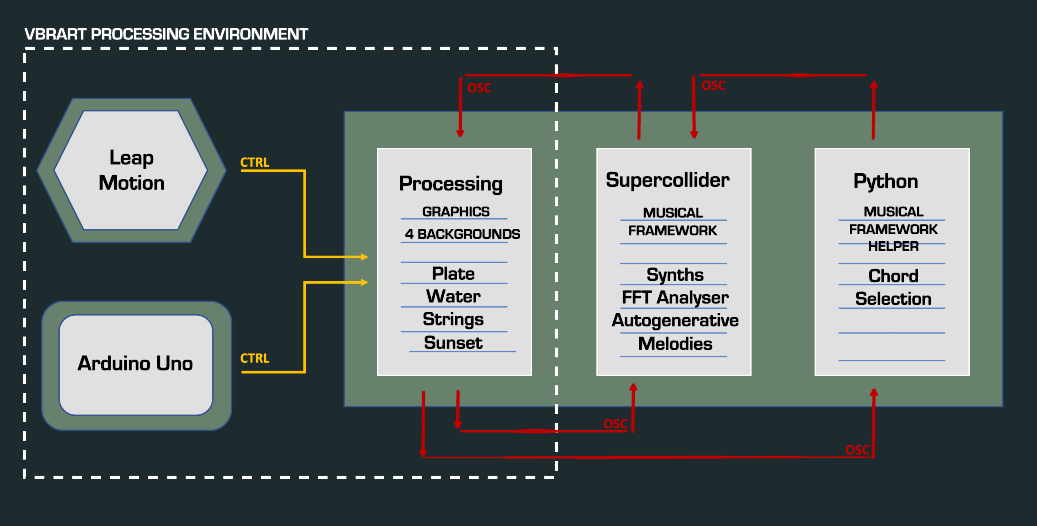 VBRART PROCESSING ENVIRONMENT
OSC
OSC
Leap
Motion
CTRL
Processing
GRAPHICS
4 BACKGROUNDS
Plate
Water
Strings
Sunset
Supercollider
MUSICAL
FRAMEWORK
Synths
FFT Analyser
Autogenerative
Melodies
Python
MUSICAL
FRAMEWORK
HELPER
Chord
Selection
Arduino Uno
CTRL
OSC
OSC